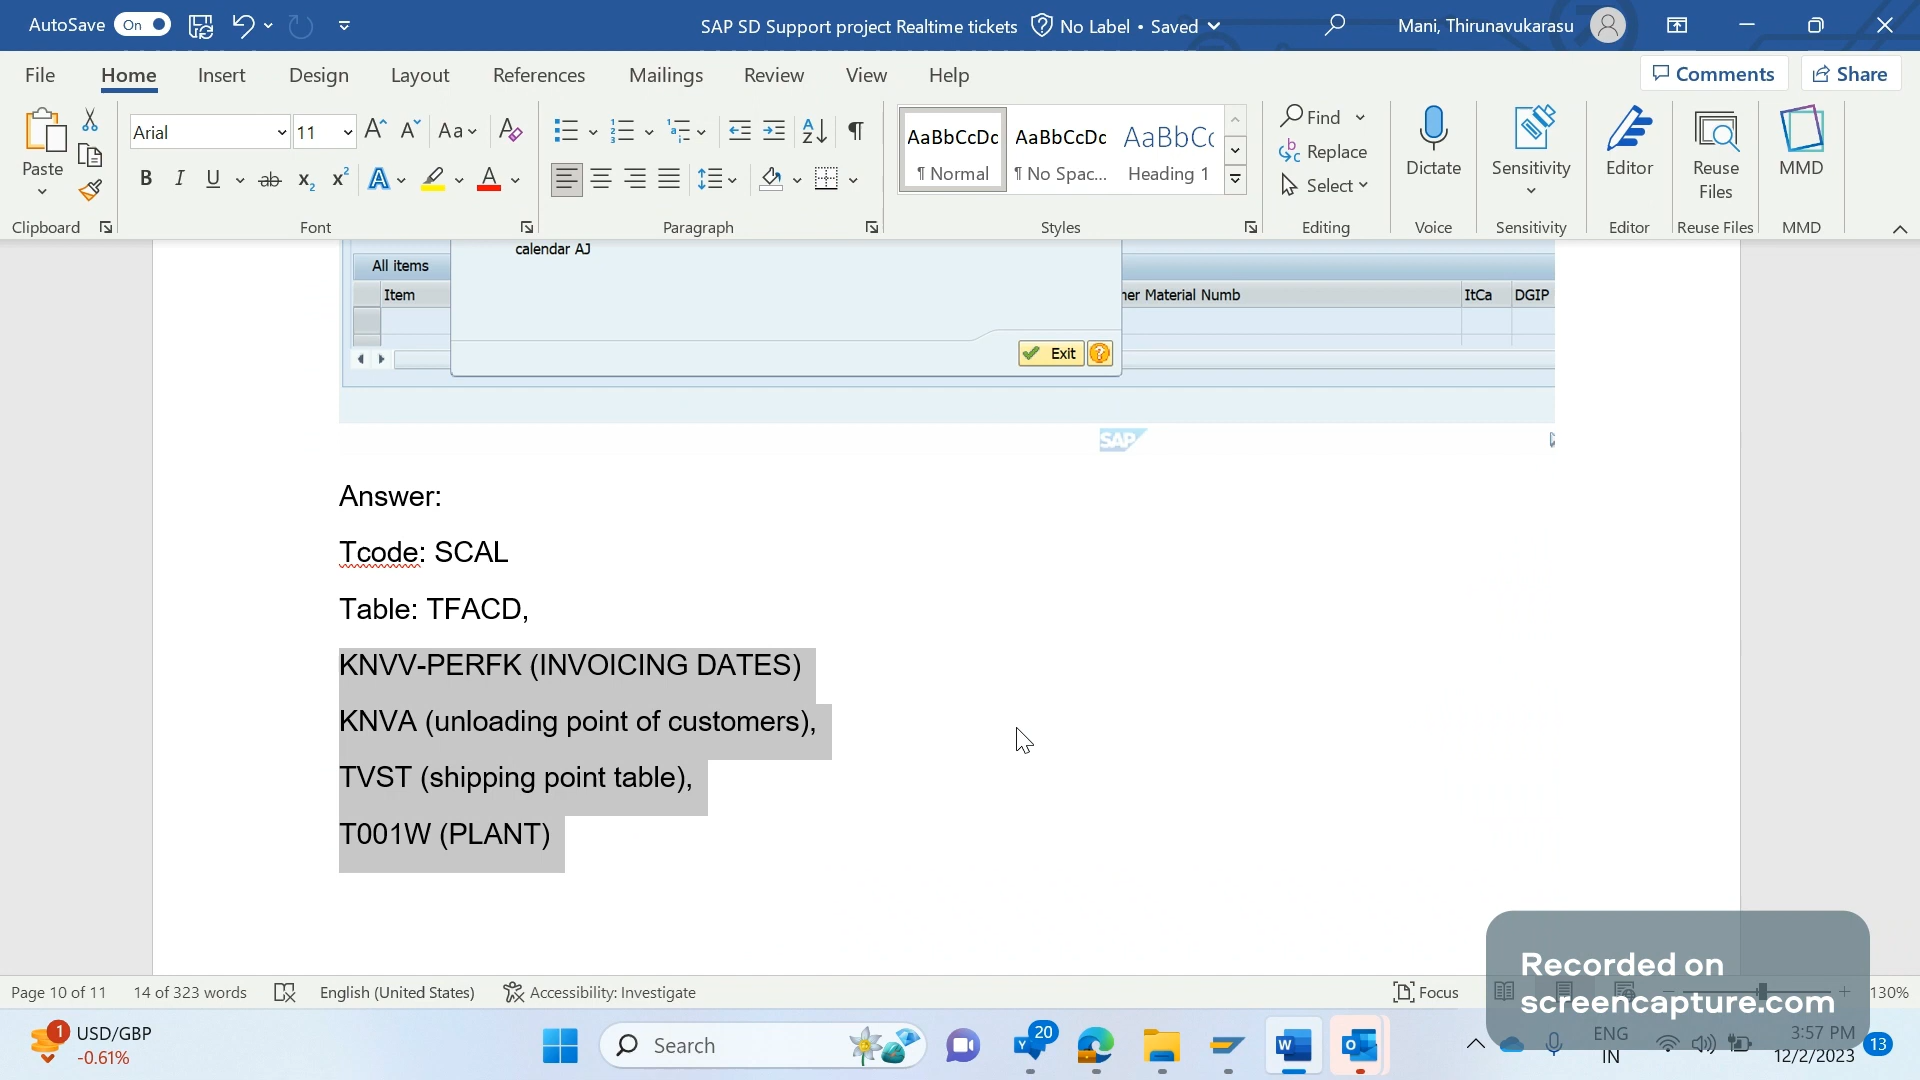 AutoSave On SAP SD Support project Realtime tickets No Label • Saved Mani, Thirunavukarasu
File Home Insert Design Layout References Mailings Review View Help Comments Share
Paste Arial 11 Aa AaBbCcDc AaBbCcDc AaBbCc Find Replace Select Dictate Sensitivity Editor Reuse Files MMD
¶ Normal ¶ No Spac... Heading 1
Clipboard Font Paragraph Styles Editing Voice Sensitivity Editor Reuse Files MMD
calendar AJ
All items
Item ner Material Numb ItCa DGIP
Exit
SAP
Answer:
Tcode: SCAL
Table: TFACD,
KNVV-PERFK (INVOICING DATES)
KNVA (unloading point of customers),
TVST (shipping point table),
T001W (PLANT)
Recorded on
screencapture.com
Page 10 of 11 14 of 323 words English (United States) Accessibility: Investigate Focus 130%
1 USD/GBP
-0.61%
Search 20
ENG
IN
3:57 PM
12/2/2023
13